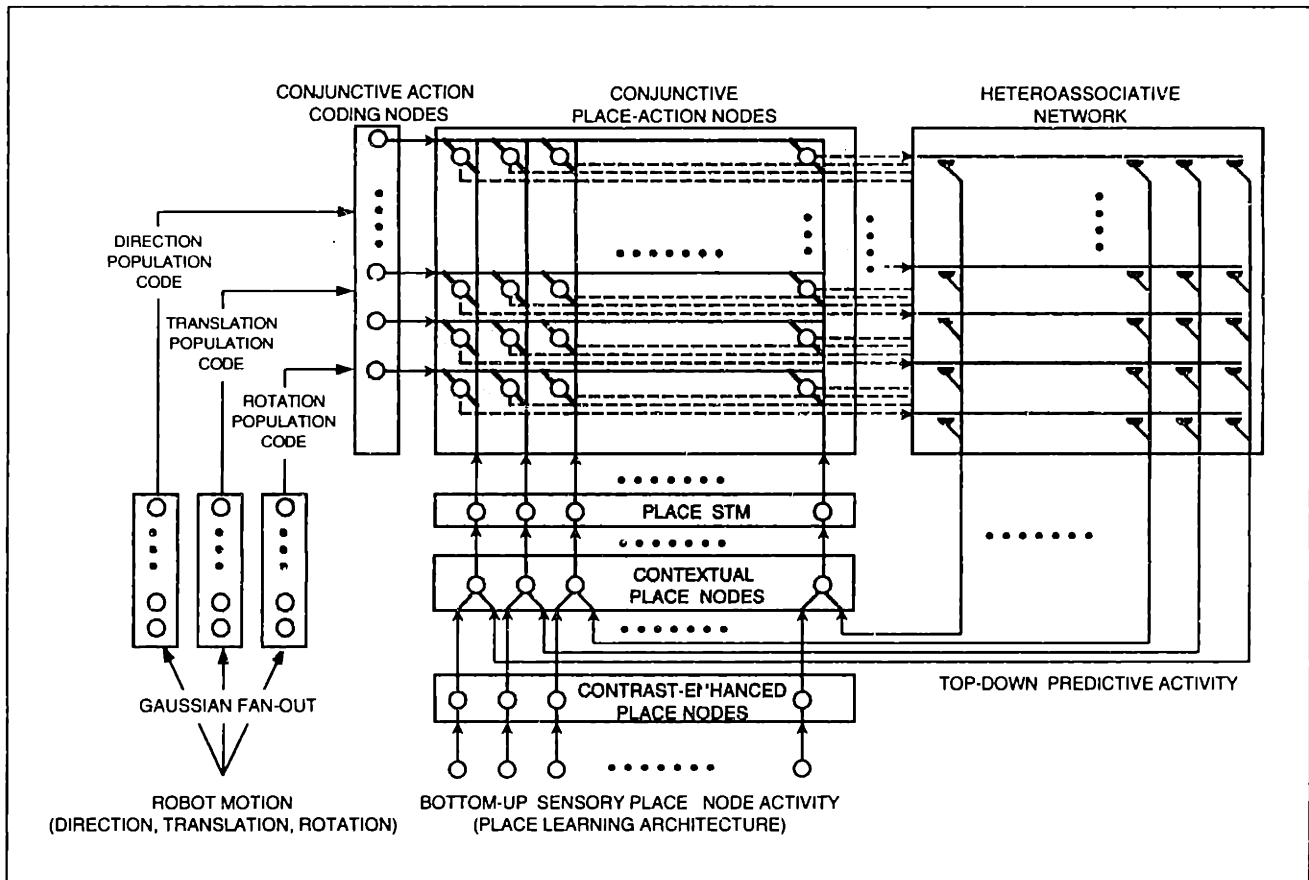 CONJUNCTIVE ACTION
CODING NODES
CONJUNCTIVE
PLACE-ACTION NODES
HETEROASSOCIATIVE
NETWORK
DIRECTION
POPULATION
CODE
TRANSLATION
POPULATION
CODE
ROTATION
POPULATION
CODE
PLACE STM
CONTEXTUAL
PLACE NODES
CONTRAST-ENHANCED
PLACE NODES
TOP-DOWN PREDICTIVE ACTIVITY
GAUSSIAN FAN-OUT
ROBOT MOTION
(DIRECTION, TRANSLATION, ROTATION)
BOTTOM-UP SENSORY PLACE NODE ACTIVITY
(PLACE LEARNING ARCHITECTURE)